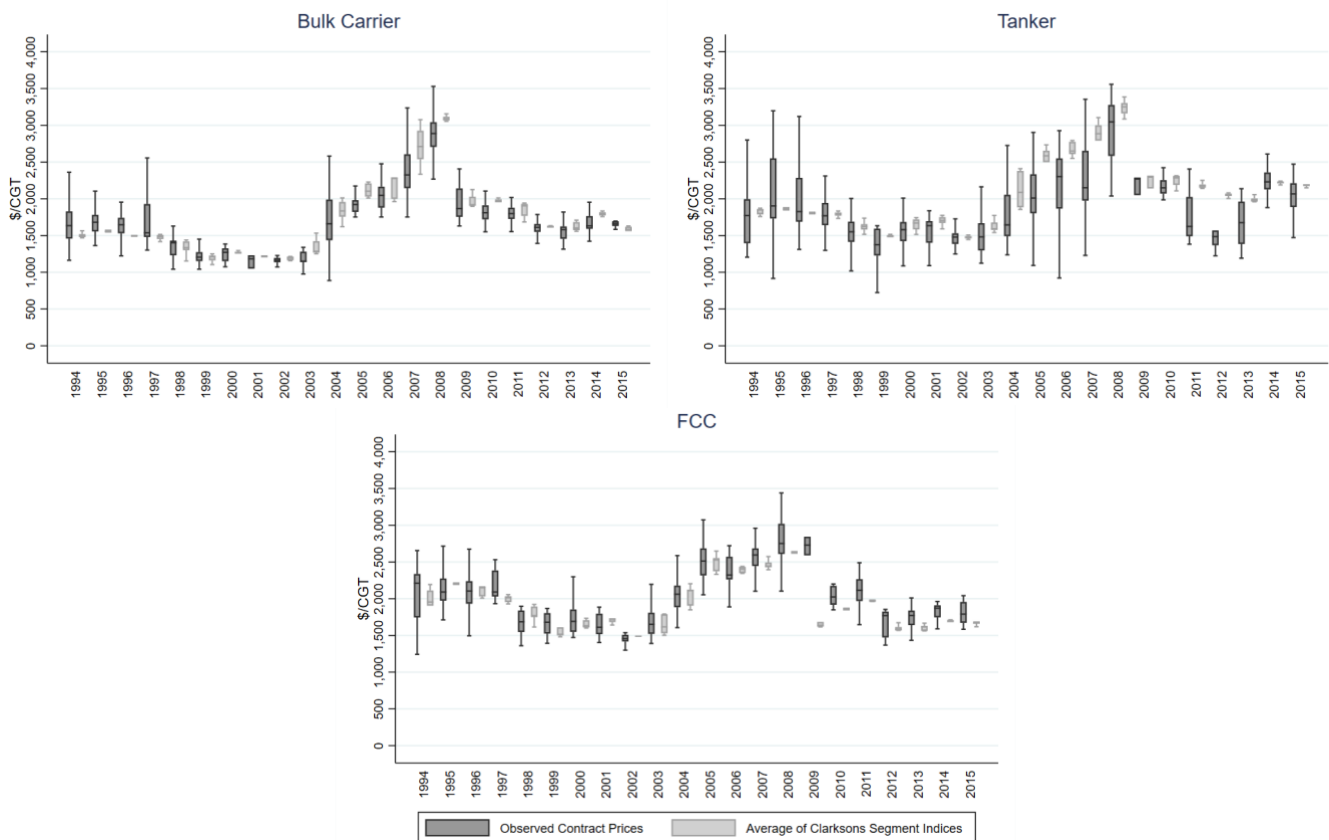 Bulk Carrier
$/CGT
4,000
3,500
3,000
2,500
2,000
1,500
1,000
500
0
1994 1995 1996 1997 1998 1999 2000 2001 2002 2003 2004 2005 2006 2007 2008 2009 2010 2011 2012 2013 2014 2015
Tanker
$/CGT
4,000
3,500
3,000
2,500
2,000
1,500
1,000
500
0
1994 1995 1996 1997 1998 1999 2000 2001 2002 2003 2004 2005 2006 2007 2008 2009 2010 2011 2012 2013 2014 2015
FCC
$/CGT
4,000
3,500
3,000
2,500
2,000
1,500
1,000
500
0
1994 1995 1996 1997 1998 1999 2000 2001 2002 2003 2004 2005 2006 2007 2008 2009 2010 2011 2012 2013 2014 2015
Observed Contract Prices Average of Clarksons Segment Indices